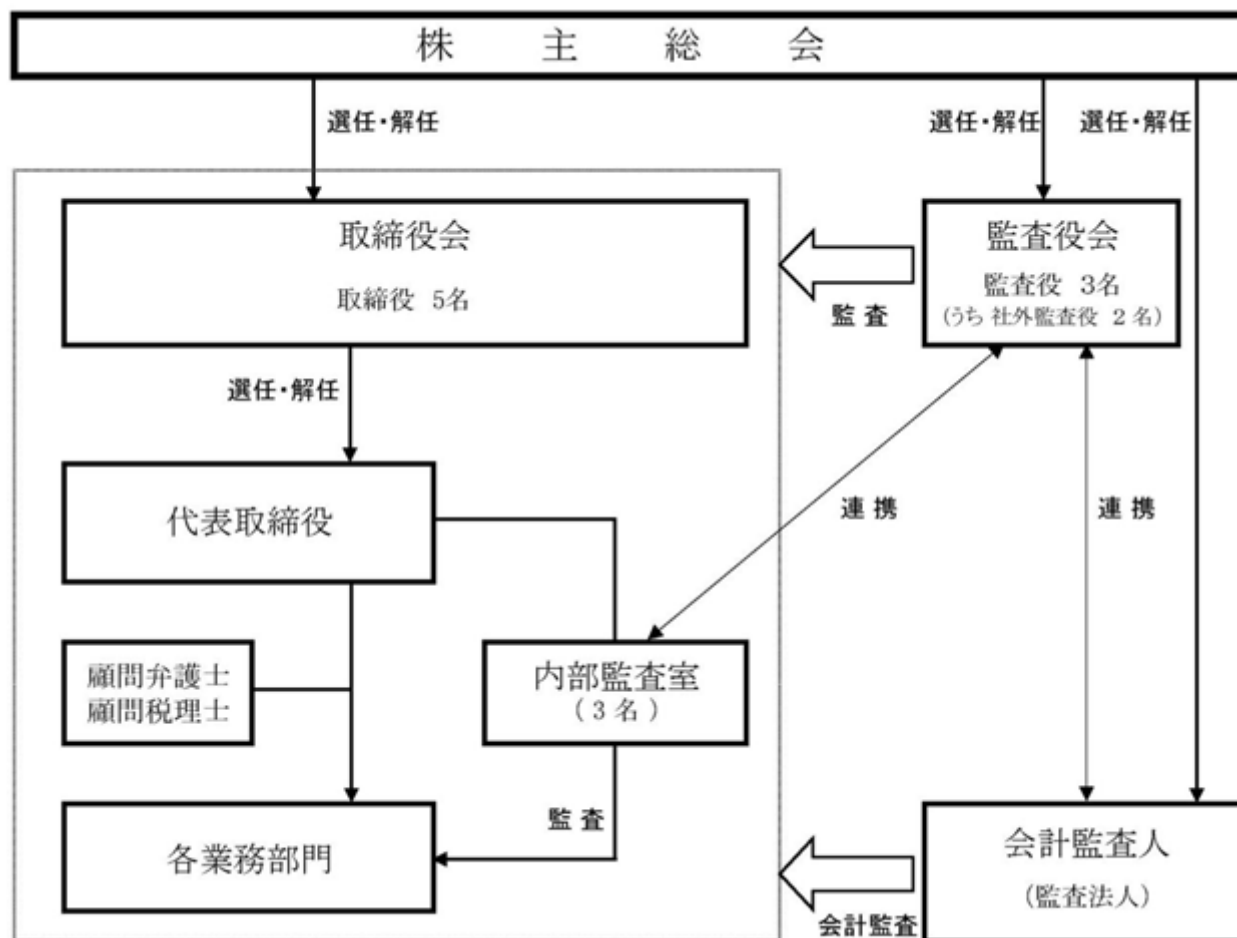 株主総会
選任・解任
選任・解任
選任・解任
取締役会
取締役 5名
監査役会
監査役 3名
(うち 社外監査役 2 名)
監 査
選任・解任
代表取締役
連 携
連 携
顧問弁護士
顧問税理士
内部監査室
( 3 名 )
監 査
各業務部門
会計監査人
(監査法人)
会計監査